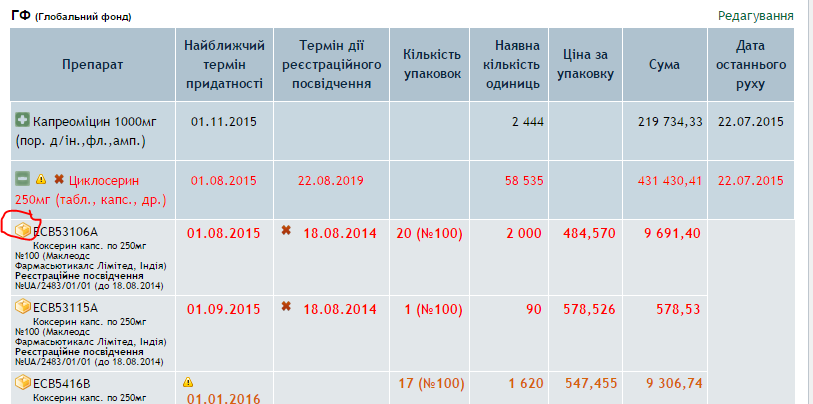 ГФ (Глобальний фонд)
Редагування
Препарат
Найближчий
термін
придатності
Термін дії
реєстраційного
посвідчення
Кількість
упаковок
Наявна
кількість
одиниць
Ціна за
упаковку
Сума
Дата
останнього
руху
Капреоміцин 1000мг
(пор. д/ін.,фл.,амп.)
01.11.2015
2 444
219 734,33
22.07.2015
Циклосерин
250мг (табл., капс., др.)
01.08.2015
22.08.2019
58 535
431 430,41
22.07.2015
ECB53106A
Коксерин капс. по 250мг
№100 (Маклеодс
Фармасьютикалс Лімітед, Індія)
Реєстраційне посвідчення
№UA/2483/01/01 (до 18.08.2014)
01.08.2015
18.08.2014
20 (№100)
2 000
484,570
9 691,40
ECB53115A
Коксерин капс. по 250мг
№100 (Маклеодс
Фармасьютикалс Лімітед, Індія)
Реєстраційне посвідчення
№UA/2483/01/01 (до 18.08.2014)
01.09.2015
18.08.2014
1 (№100)
90
578,526
578,53
ECB5416B
Коксерин капс. по 250мг
01.01.2016
17 (№100)
1 620
547,455
9 306,74